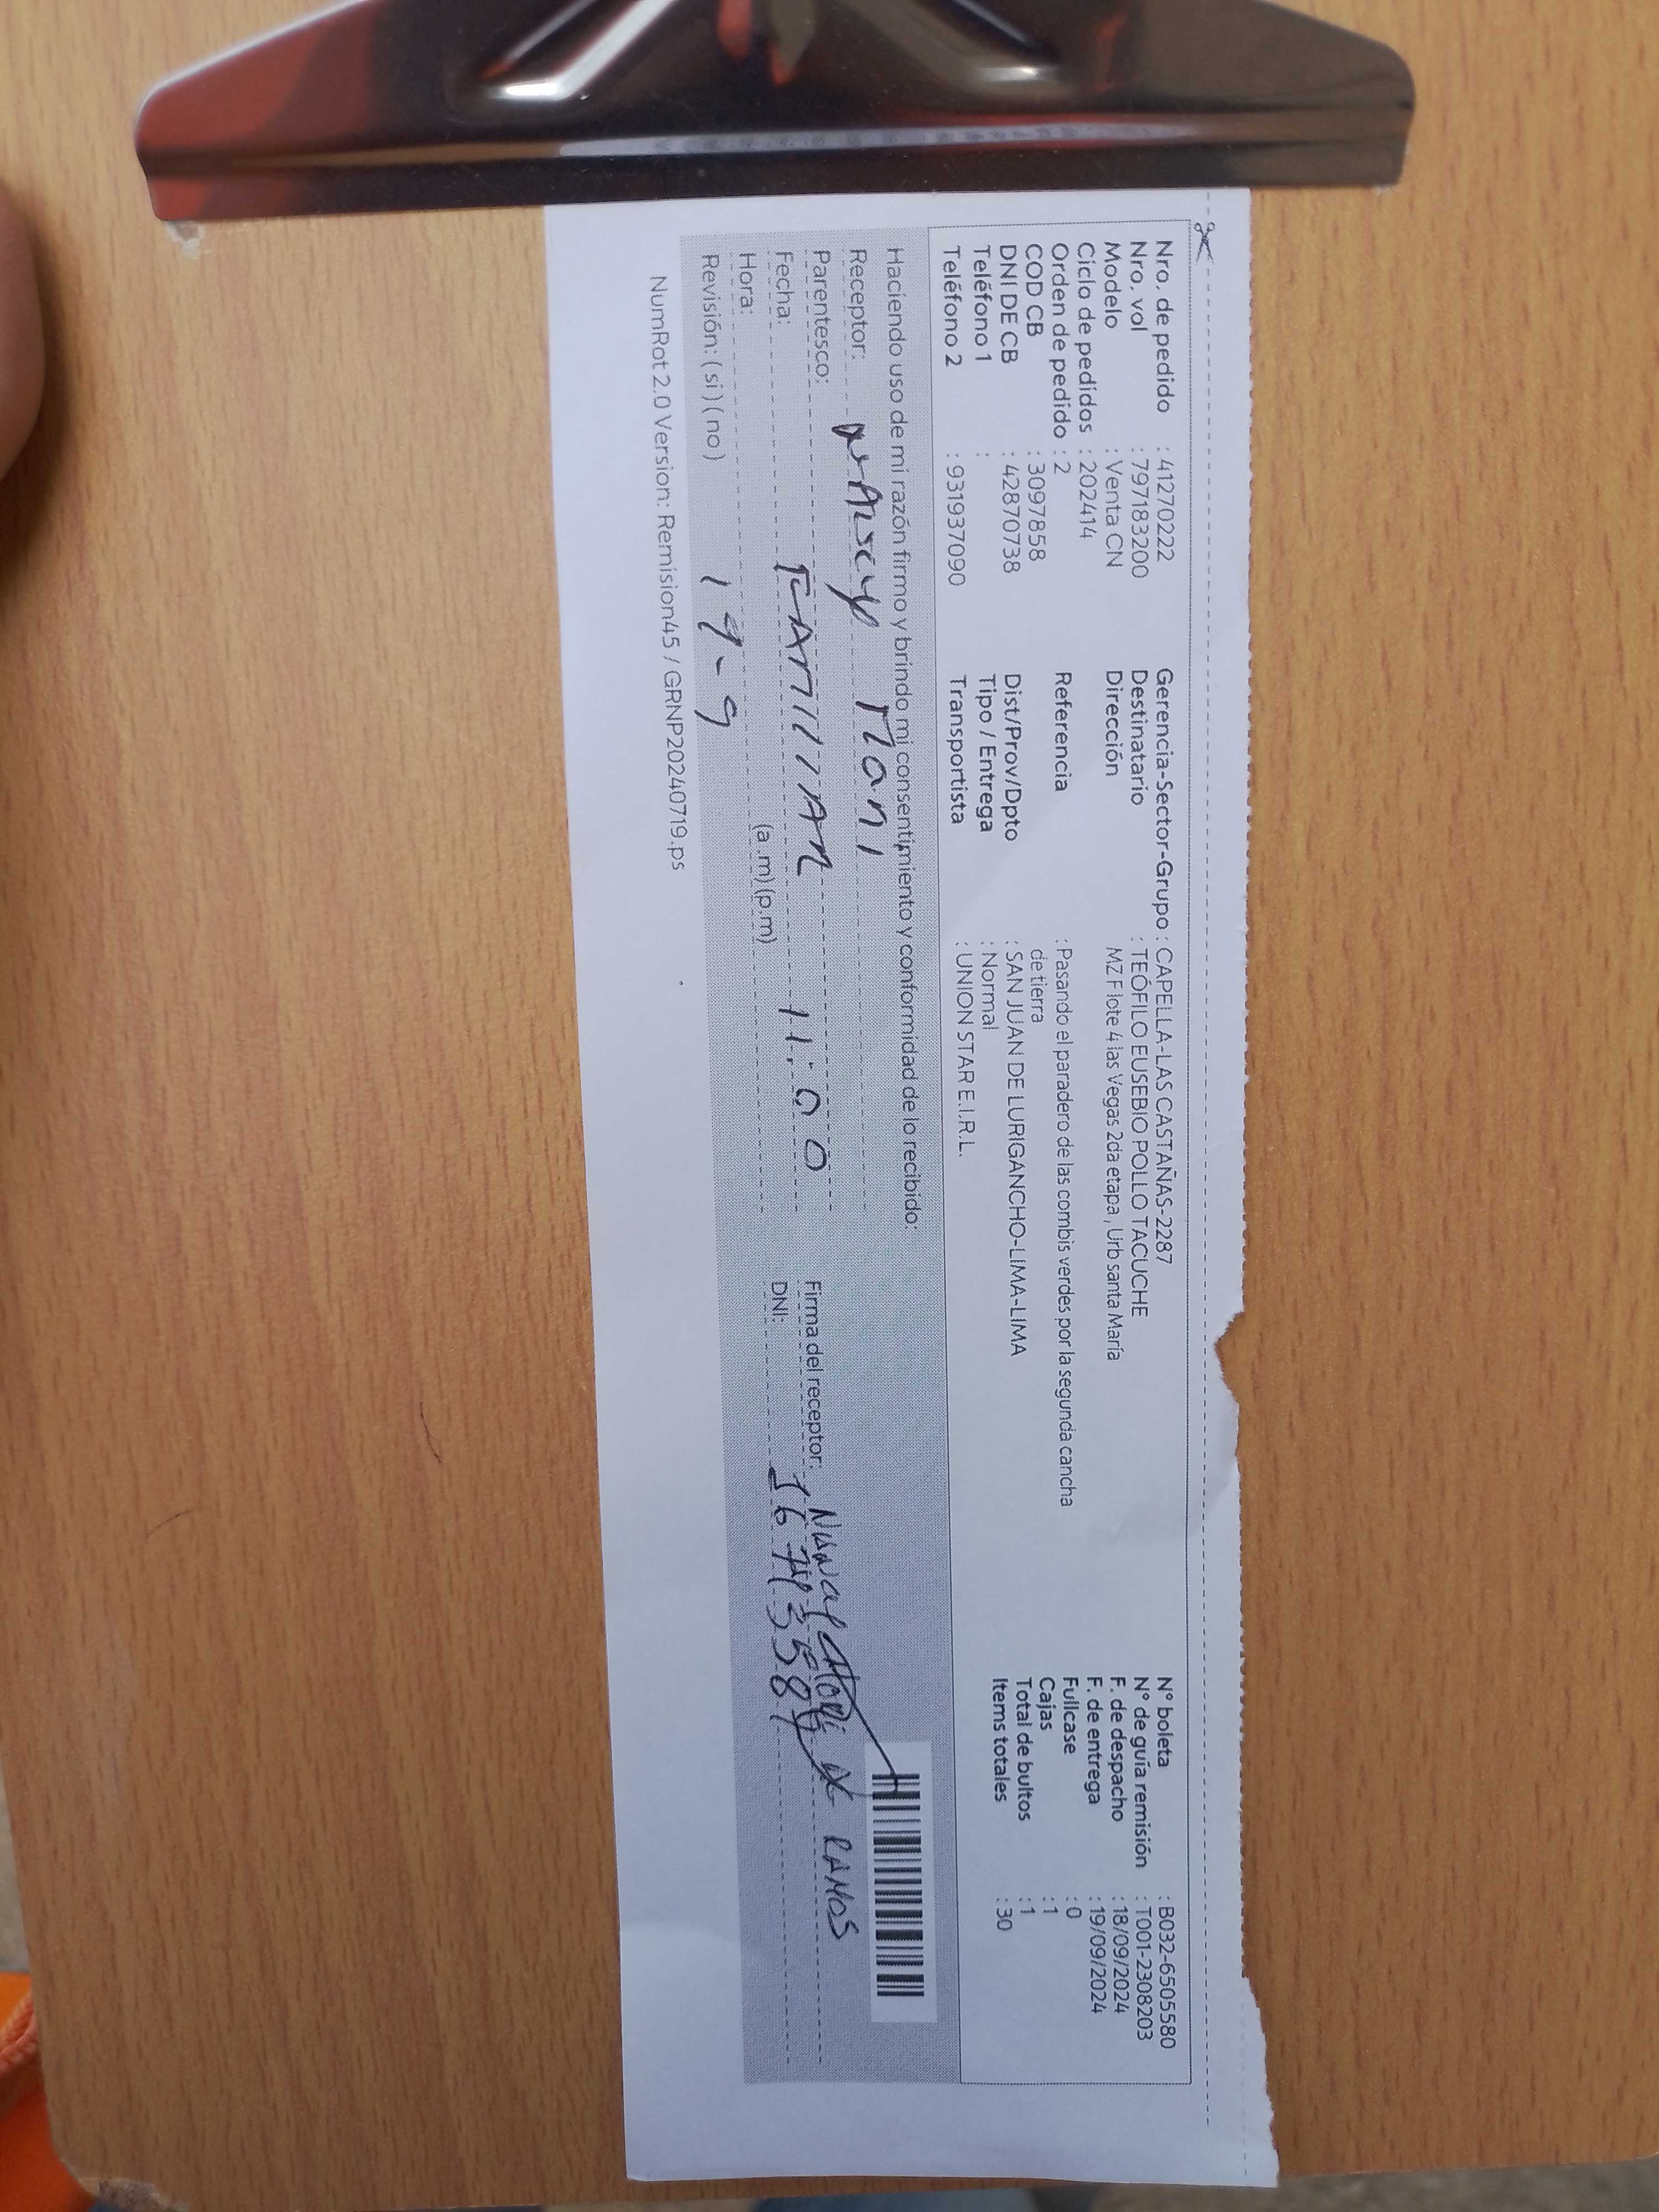 Nro. de pedido : 41270222
Nro. vol : 797183200
Modelo : Venta CN
Ciclo de pedidos : 202414
Orden de pedido : 2
COD CB : 3097858
DNI DE CB : 42870738
Teléfono 1 :
Teléfono 2 : 931937090
Gerencia-Sector-Grupo : CAPELLA-LAS CASTAÑAS-2287
Destinatario : TEÓFILO EUSEBIO POLLO TACUCHE
Dirección MZ F lote 4 las Vegas 2da etapa , Urb santa María
Referencia : Pasando el paradero de las combis verdes por la segunda cancha
de tierra
Dist/Prov/Dpto : SAN JUAN DE LURIGANCHO-LIMA-LIMA
Tipo / Entrega : Normal
Transportista : UNION STAR E.I.R.L.
N° boleta : B032-6505580
N° de guía remisión : T001-2308203
F. de despacho : 18/09/2024
F. de entrega : 19/09/2024
Fullcase : 0
Cajas : 1
Total de bultos : 1
Items totales : 30
Haciendo uso de mi razón firmo y brindo mi consentimiento y conformidad de lo recibido:
Receptor: Mani
Parentesco: FAMILIAR
Fecha: 11:00
Hora: (a.m) (p.m)
Revisión: (si) (no) 19-9
Firma del receptor: RAMOS
DNI:
NumRot 2.0 Version: Remision45 / GRNP20240719.ps